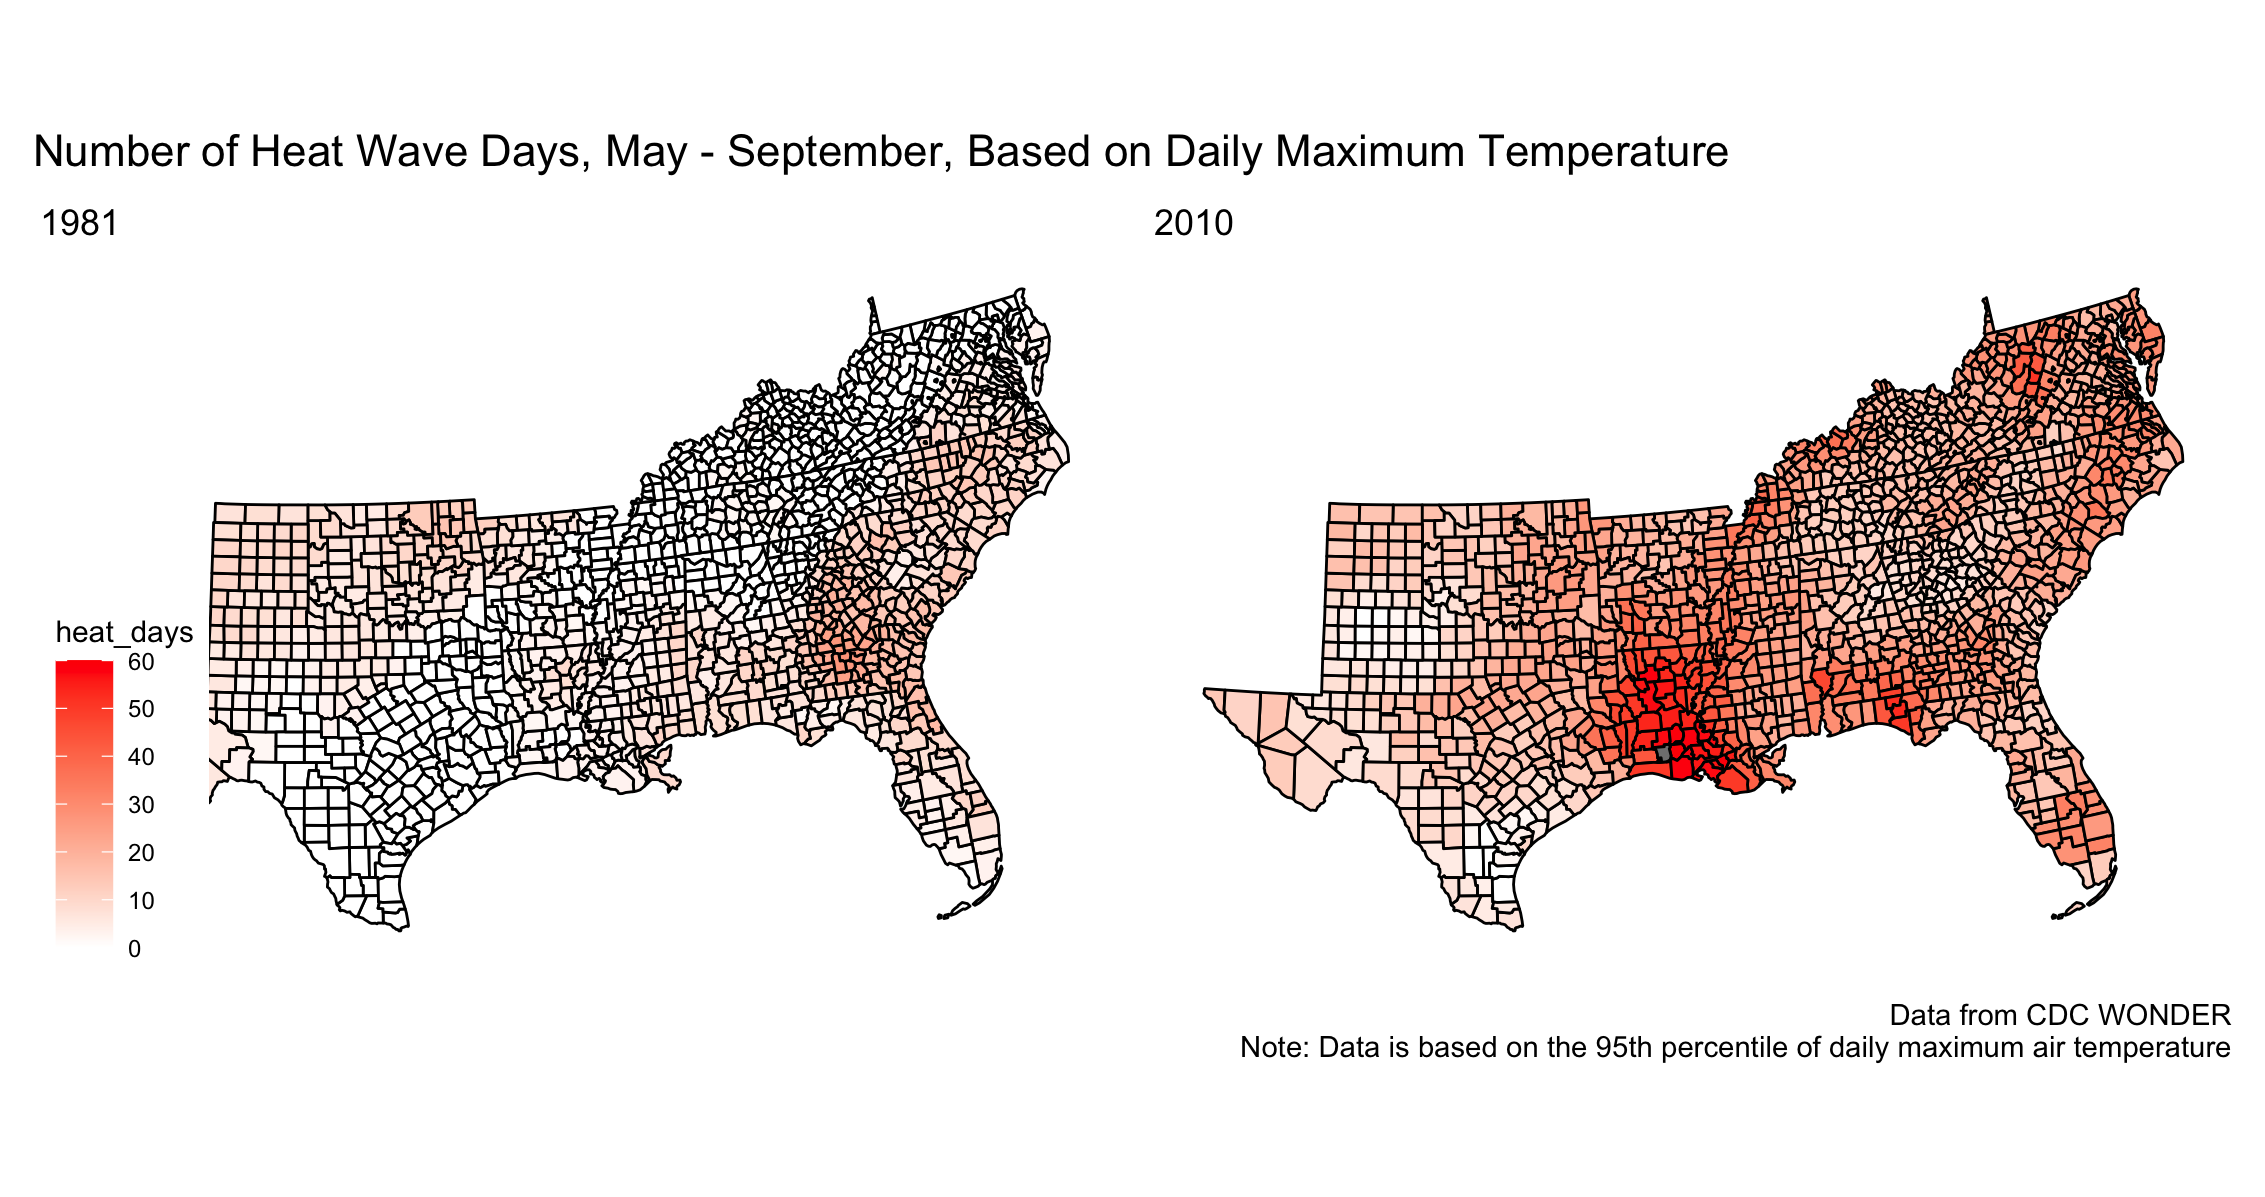 Number of Heat Wave Days, May - September, Based on Daily Maximum Temperature
1981
2010
heat_days
60
50
40
30
20
10
0
Data from CDC WONDER
Note: Data is based on the 95th percentile of daily maximum air temperature